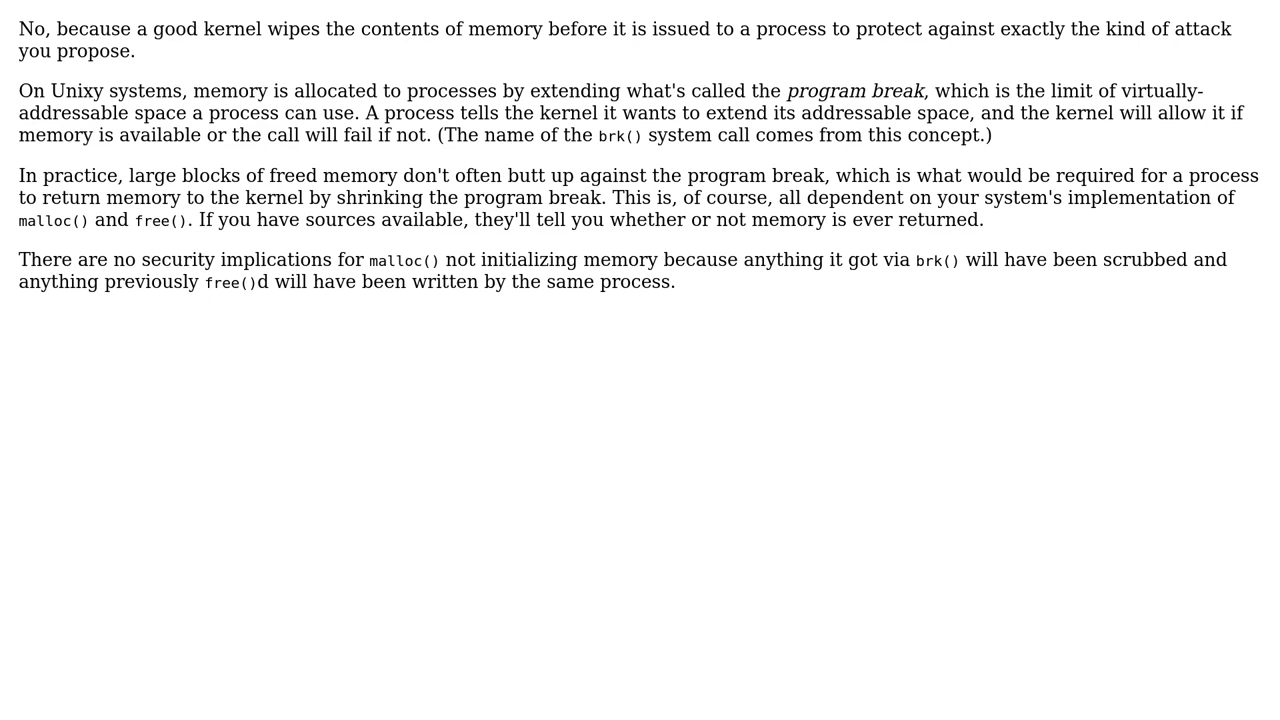 No, because a good kernel wipes the contents of memory before it is issued to a process to protect against exactly the kind of attack
you propose.
On Unixy systems, memory is allocated to processes by extending what's called the program break, which is the limit of virtually-
addressable space a process can use. A process tells the kernel it wants to extend its addressable space, and the kernel will allow it if
memory is available or the call will fail if not. (The name of the brk() system call comes from this concept.)
In practice, large blocks of freed memory don't often butt up against the program break, which is what would be required for a process
to return memory to the kernel by shrinking the program break. This is, of course, all dependent on your system's implementation of
malloc() and free(). If you have sources available, they'll tell you whether or not memory is ever returned.
There are no security implications for malloc() not initializing memory because anything it got via brk() will have been scrubbed and
anything previously free()d will have been written by the same process.